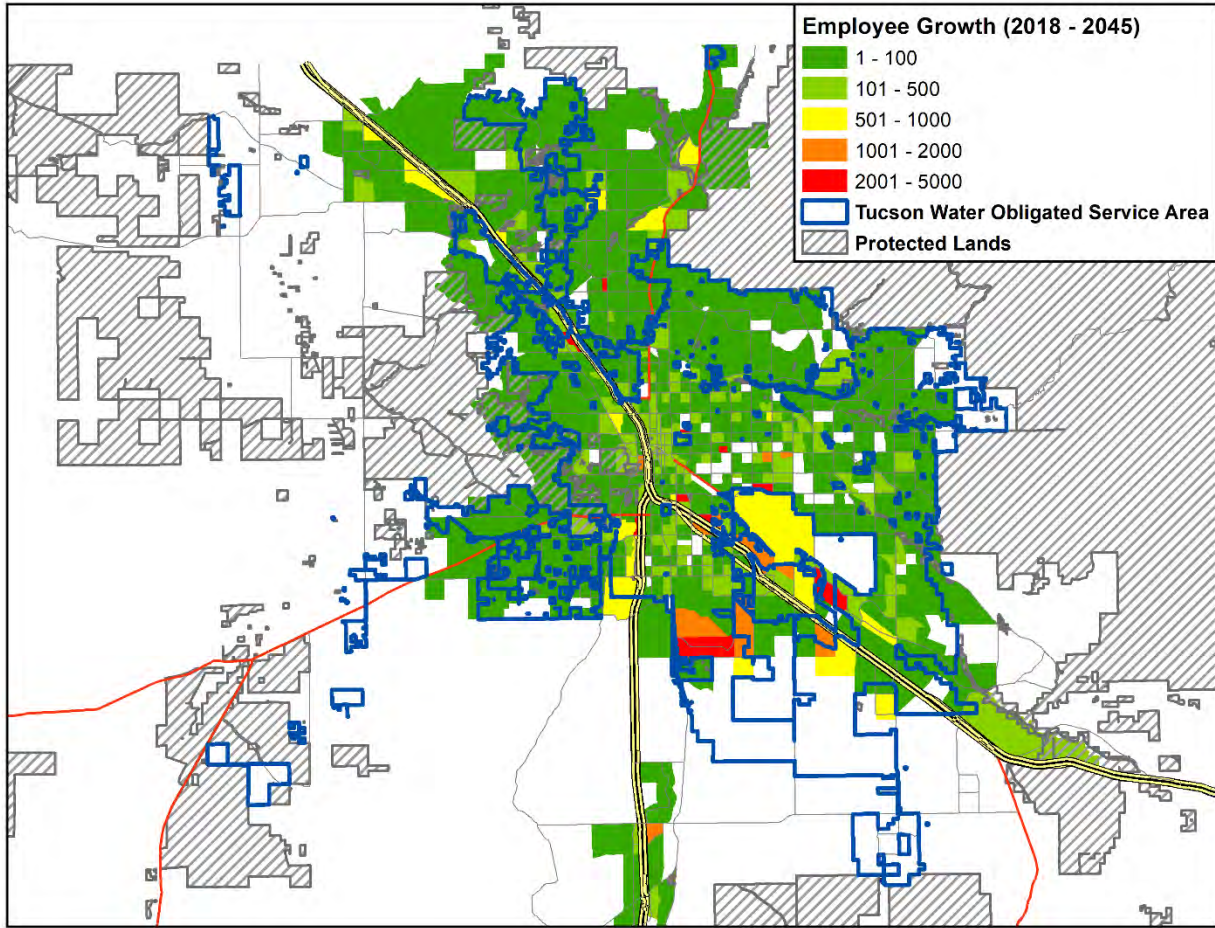 Employee Growth (2018 - 2045)
1 - 100
101 - 500
501 - 1000
1001 - 2000
2001 - 5000
Tucson Water Obligated Service Area
Protected Lands